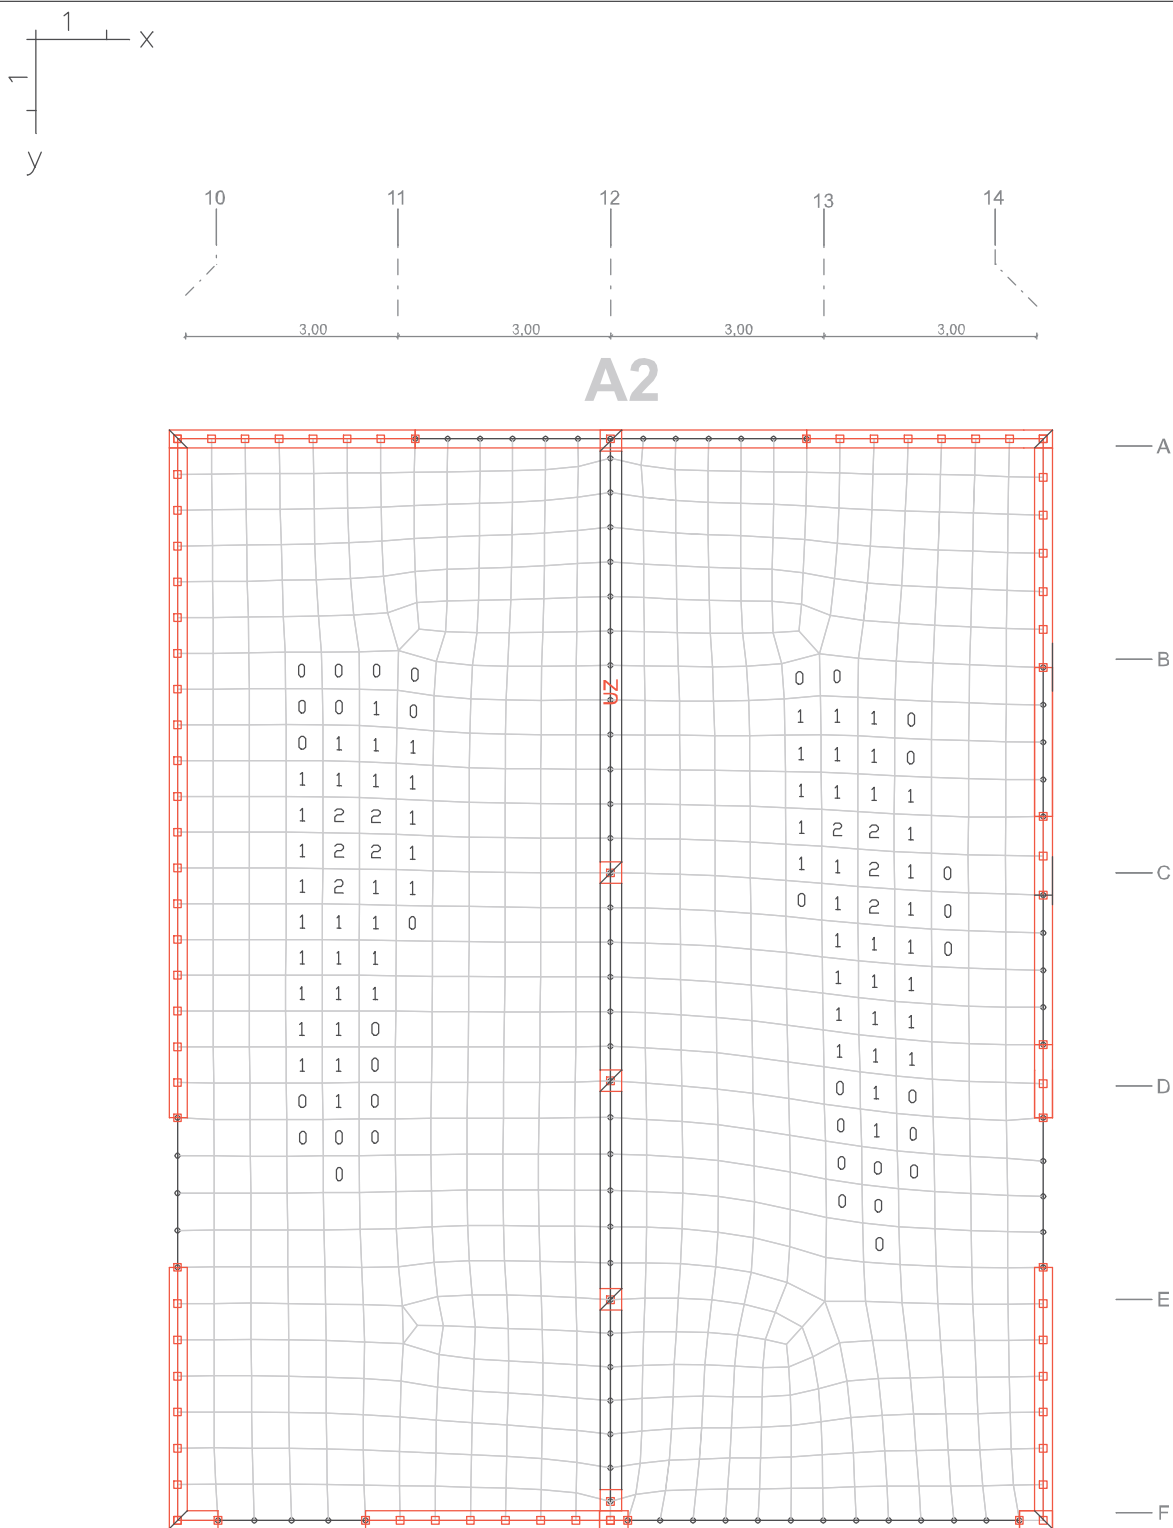 1
x
1
y
10 11 12 13 14
3,00 3,00 3,00 3,00
A2
A
B
0 0 0 0 0 0
UZ
0 0 1 0 1 1 1 0
0 1 1 1 1 1 1 0
1 1 1 1 1 1 1 1
1 2 2 1 1 2 2 1
1 2 2 1 1 1 2 1 0
C
1 2 1 1 0 1 2 1 0
1 1 1 0 1 1 1 0
1 1 1 1 1 1
1 1 1 1 1 1
1 1 0 1 1 1
1 1 0 0 1 0
D
0 1 0 0 1 0
0 0 0 0 0 0
0 0 0
0
E
F